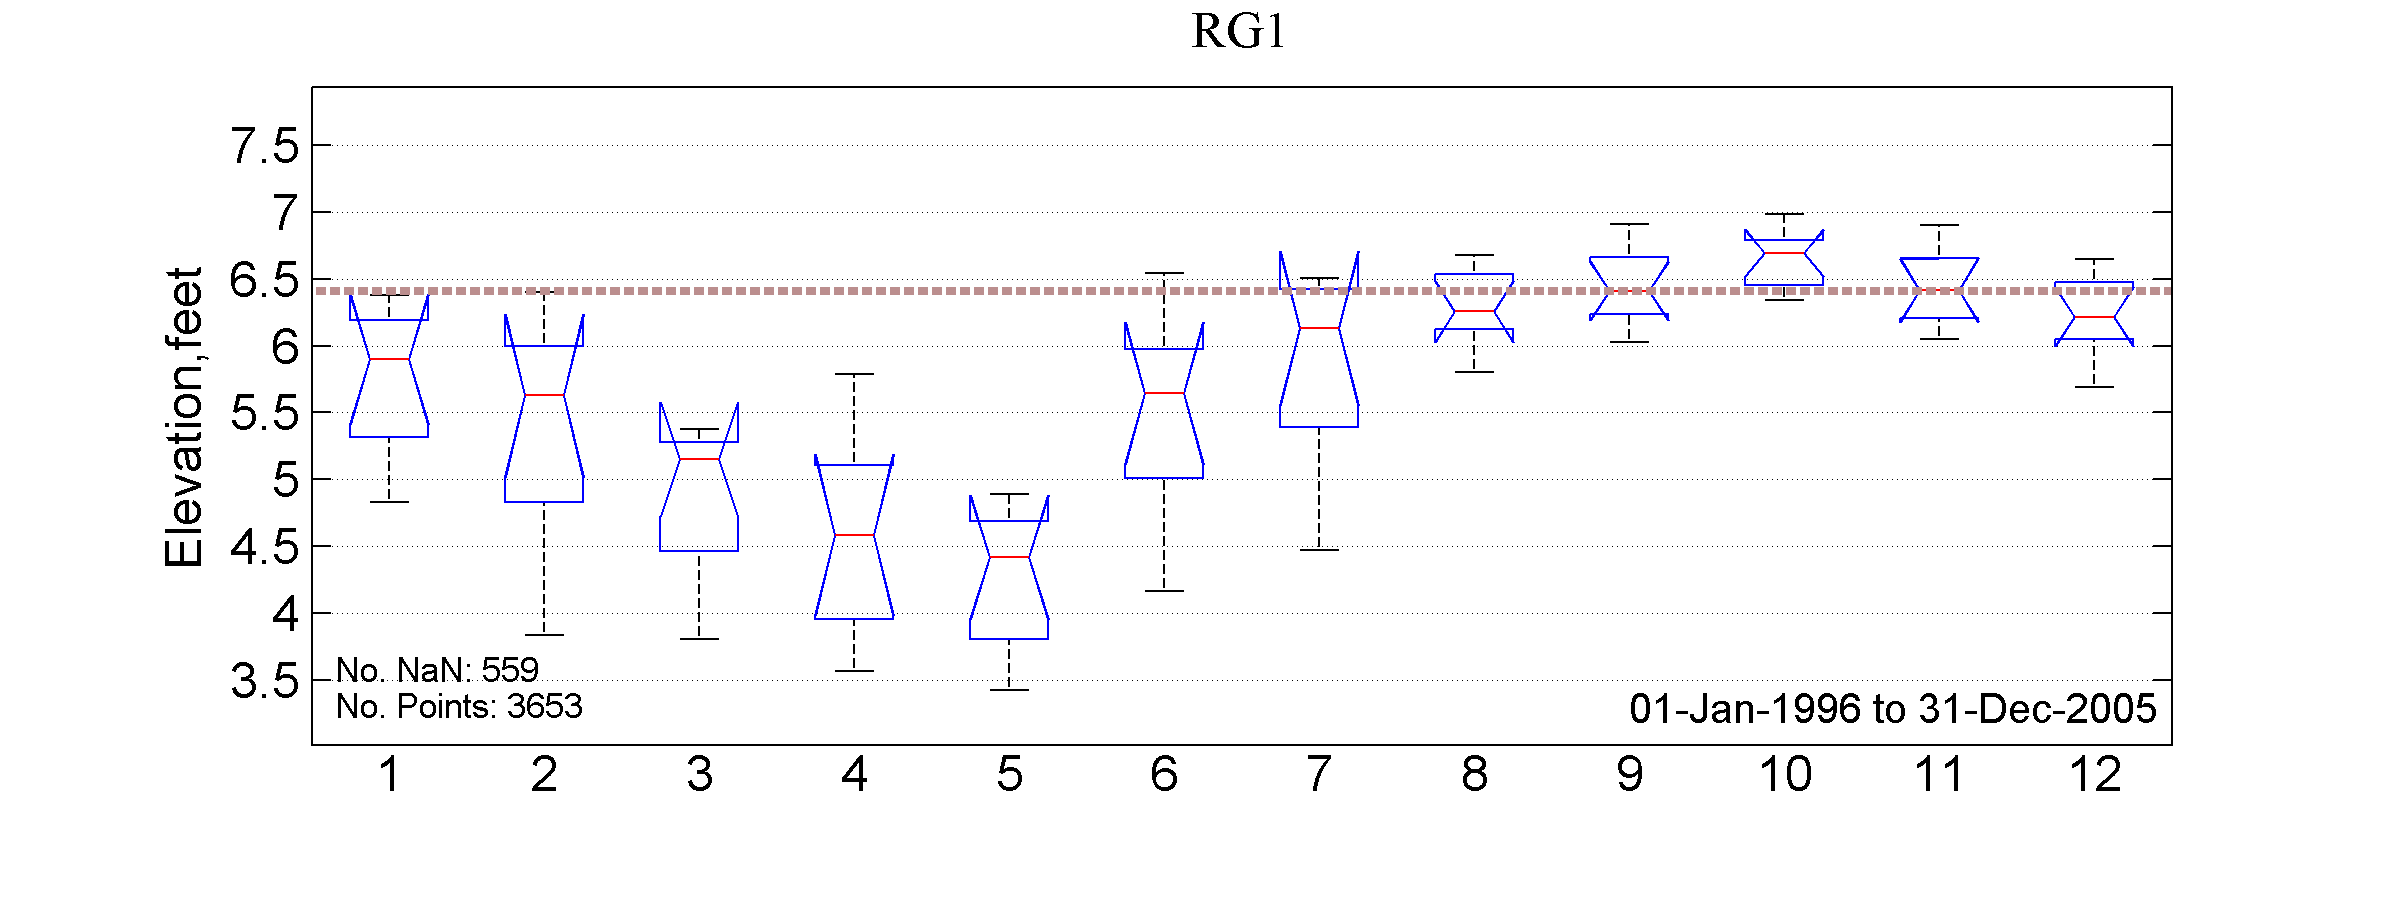 RG1
Elevation,feet
7.5
7
6.5
6
5.5
5
4.5
4
3.5
No. NaN: 559
No. Points: 3653
01-Jan-1996 to 31-Dec-2005
1 2 3 4 5 6 7 8 9 10 11 12